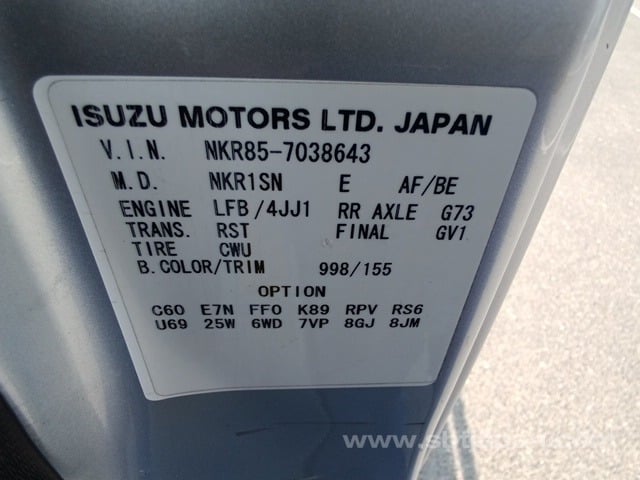 ISUZU MOTORS LTD. JAPAN
V.I.N. NKR85-7038643
M.D. NKR1SN E AF/BE
ENGINE LFB/4JJ1 RR AXLE G73
TRANS. RST FINAL GV1
TIRE CWU
B.COLOR/TRIM 998/155
OPTION
C60 E7N FF0 K89 RPV RS6
U69 25W 6WD 7VP 8GJ 8JM